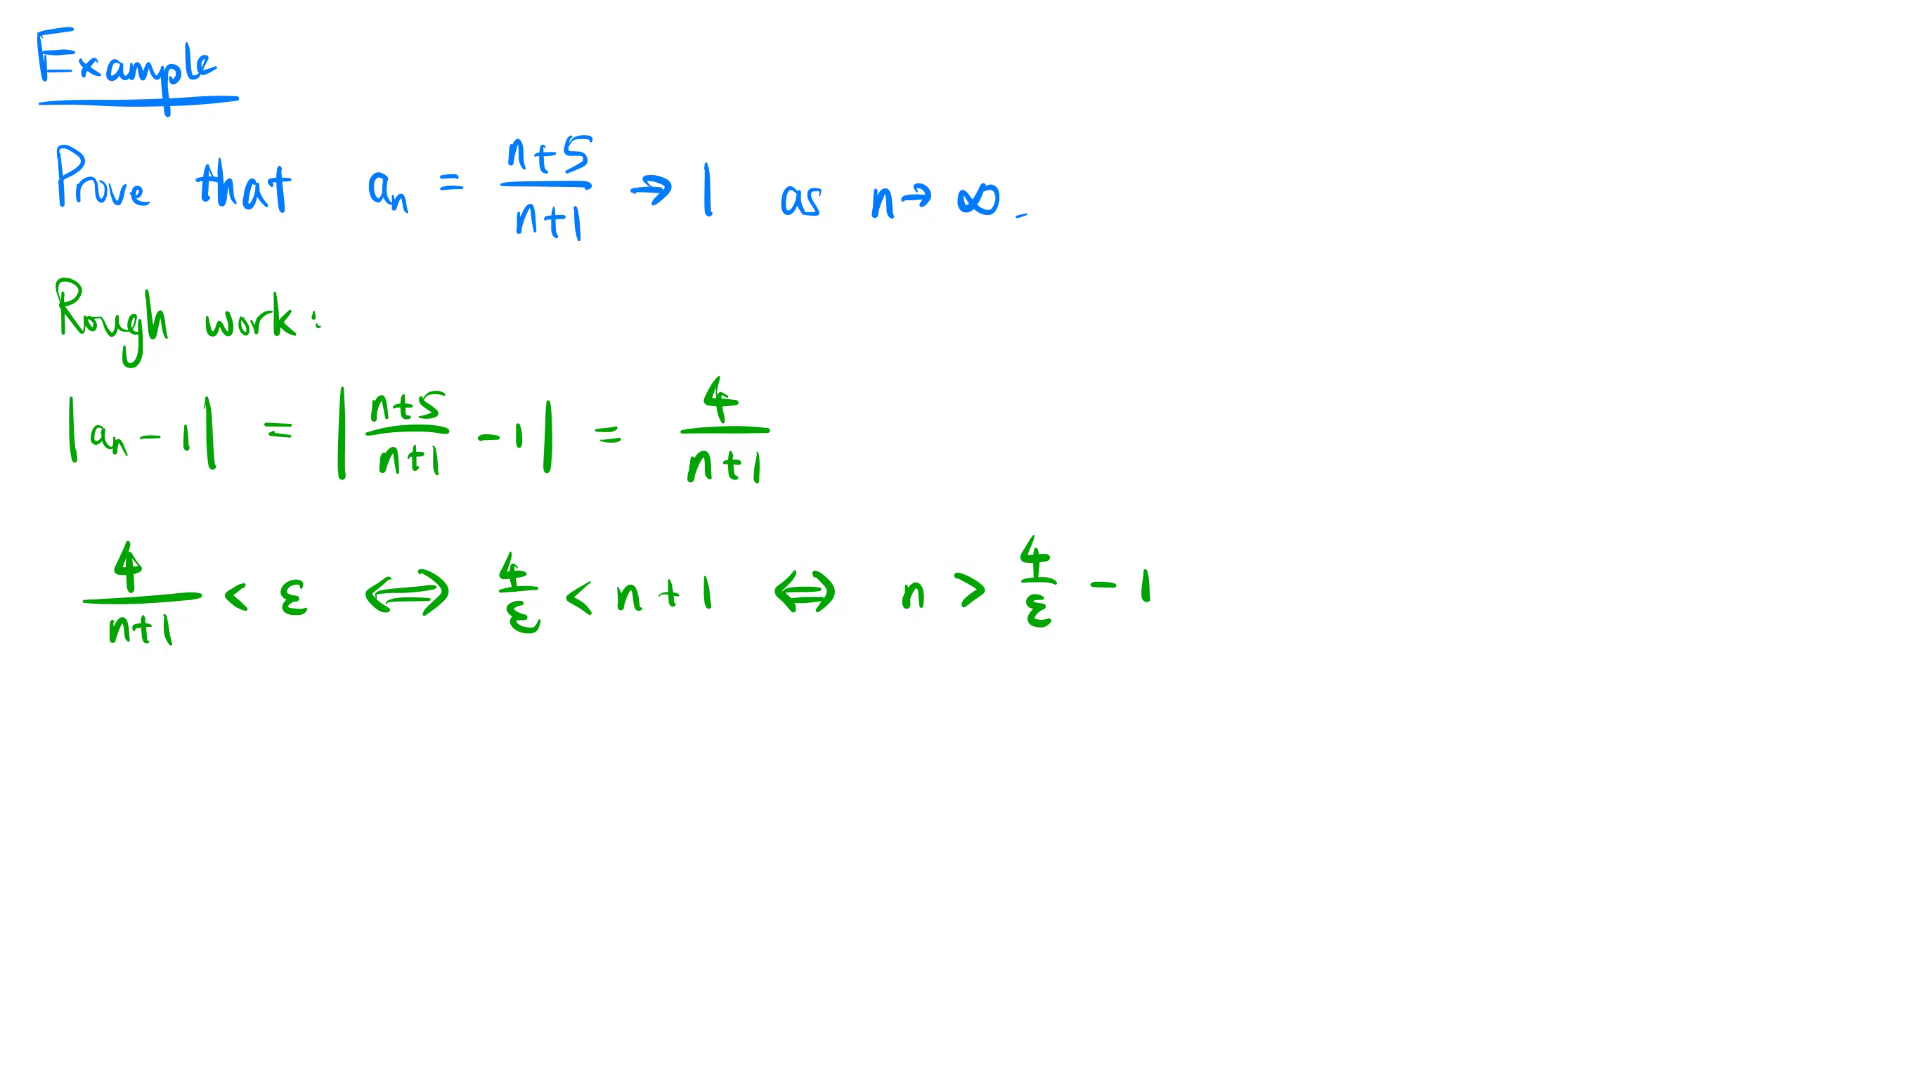 Example
Prove that aₙ = (n+5)/(n+1) → 1 as n → ∞.
Rough work:
|aₙ - 1| = |(n+5)/(n+1) - 1| = 4/(n+1)
4/(n+1) < ε ⟺ 4/ε < n+1 ⟺ n > 4/ε - 1